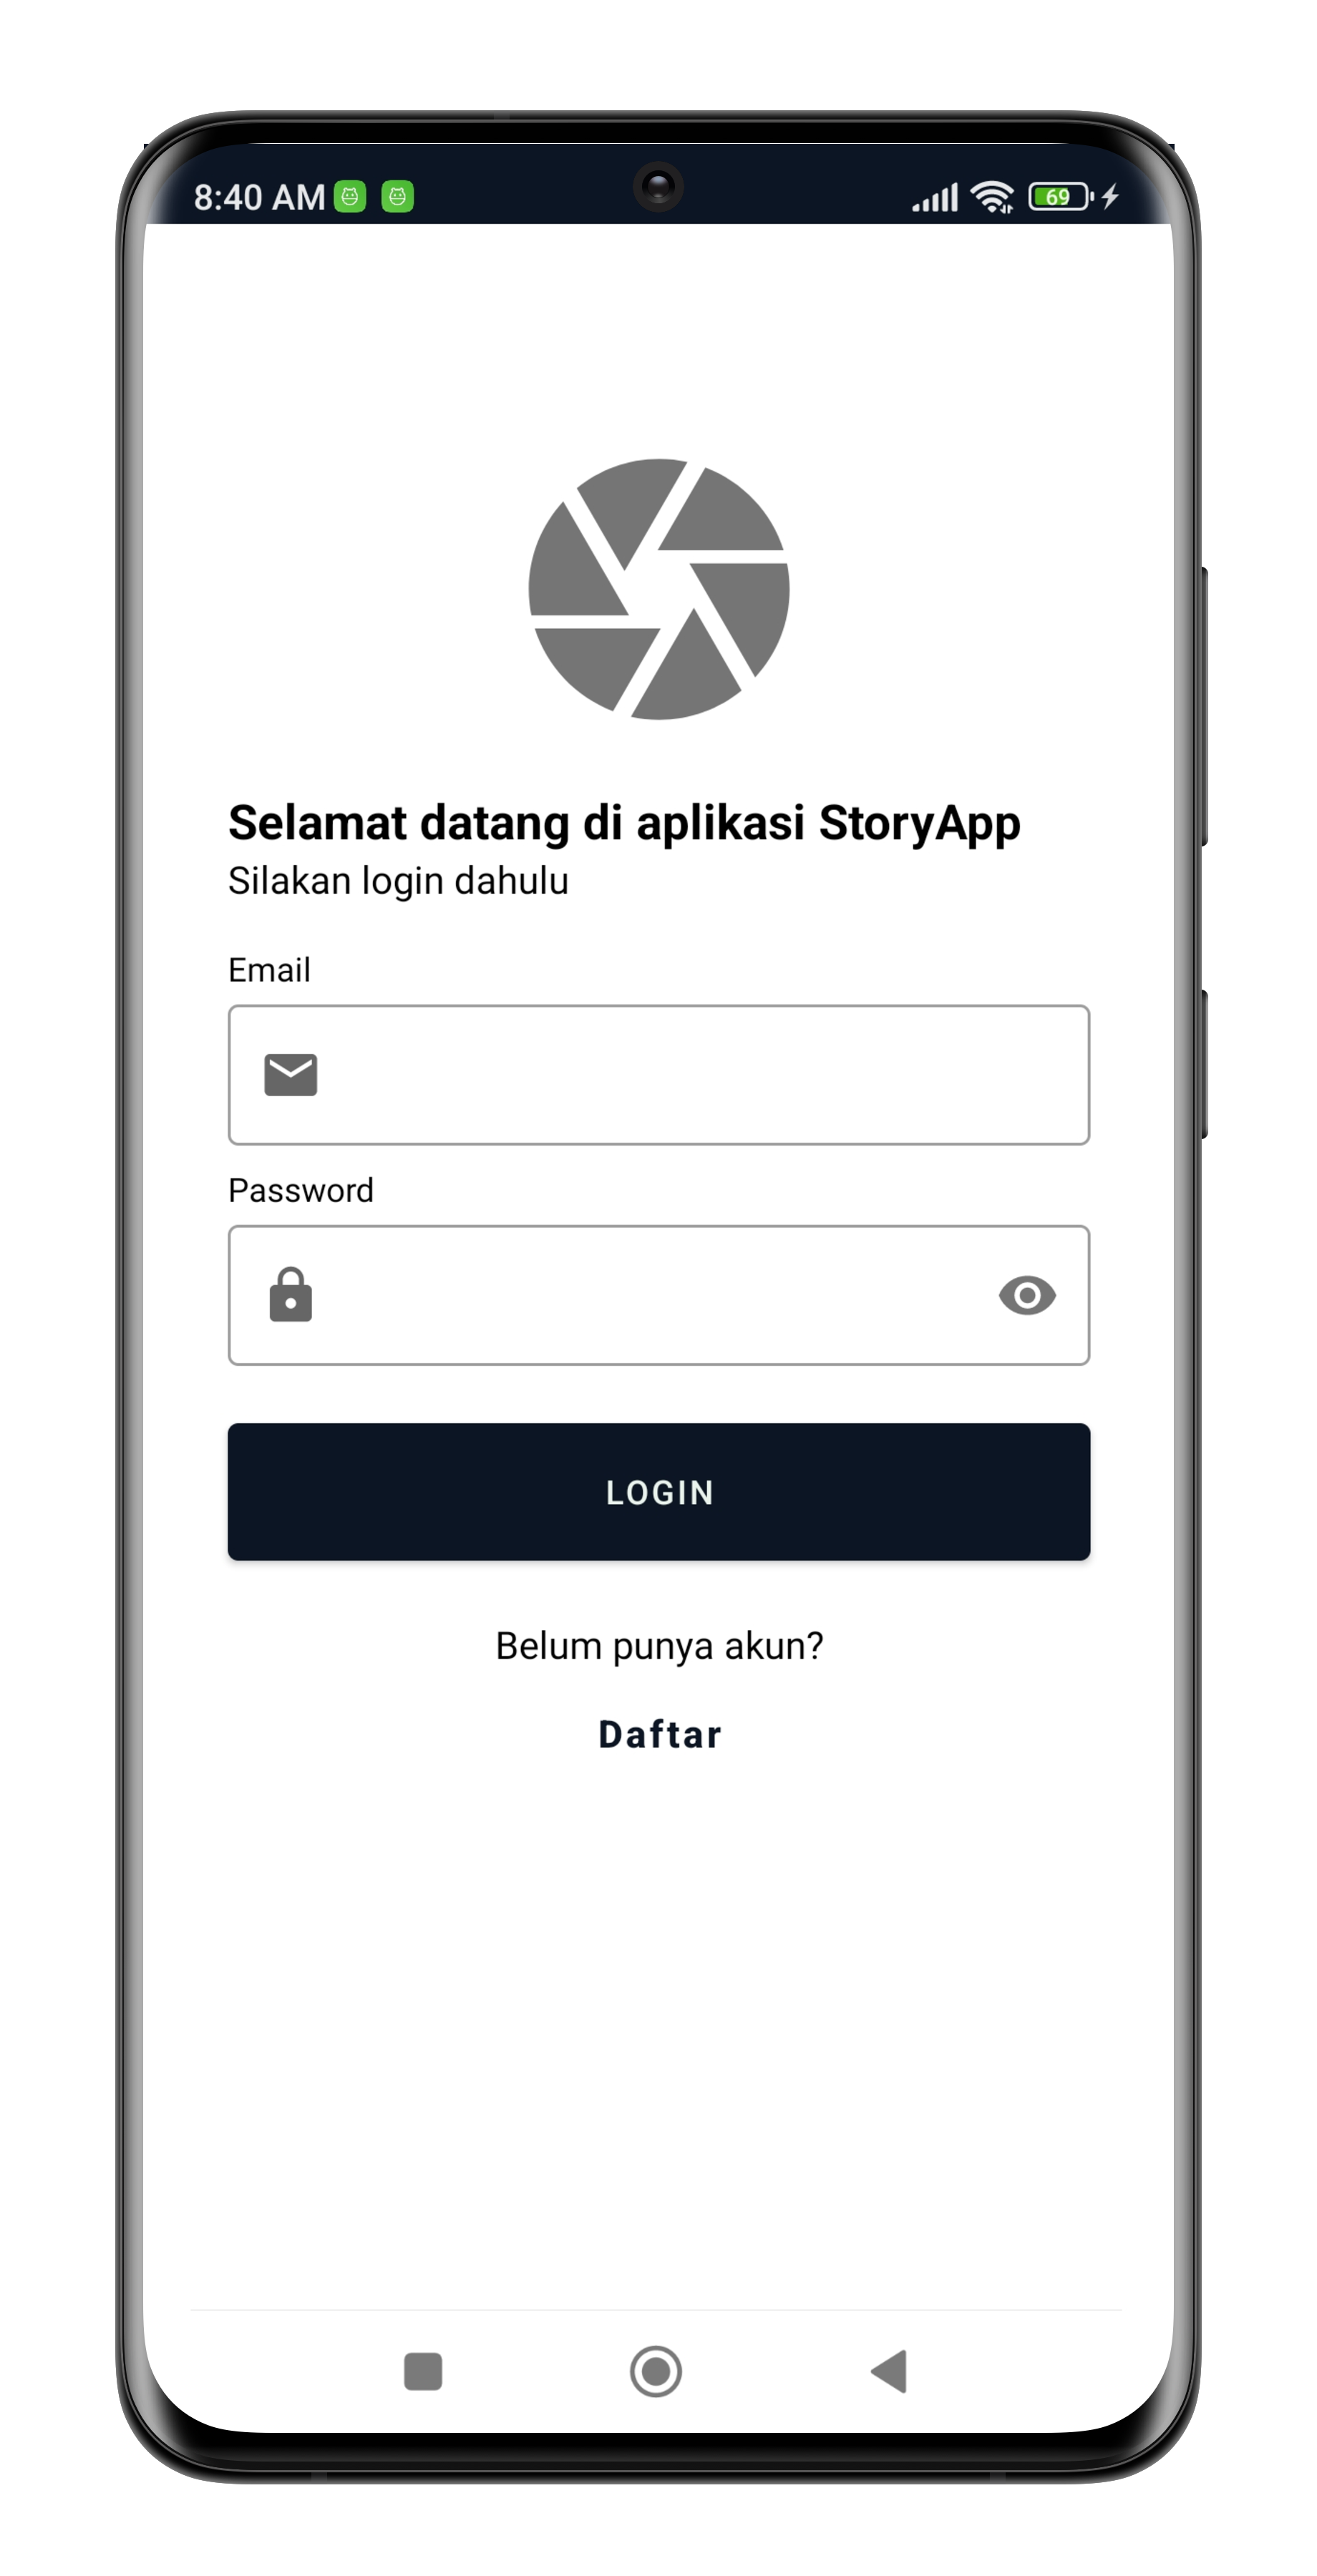 8:40 AM
69
Selamat datang di aplikasi StoryApp
Silakan login dahulu
Email
Password
LOGIN
Belum punya akun?
Daftar